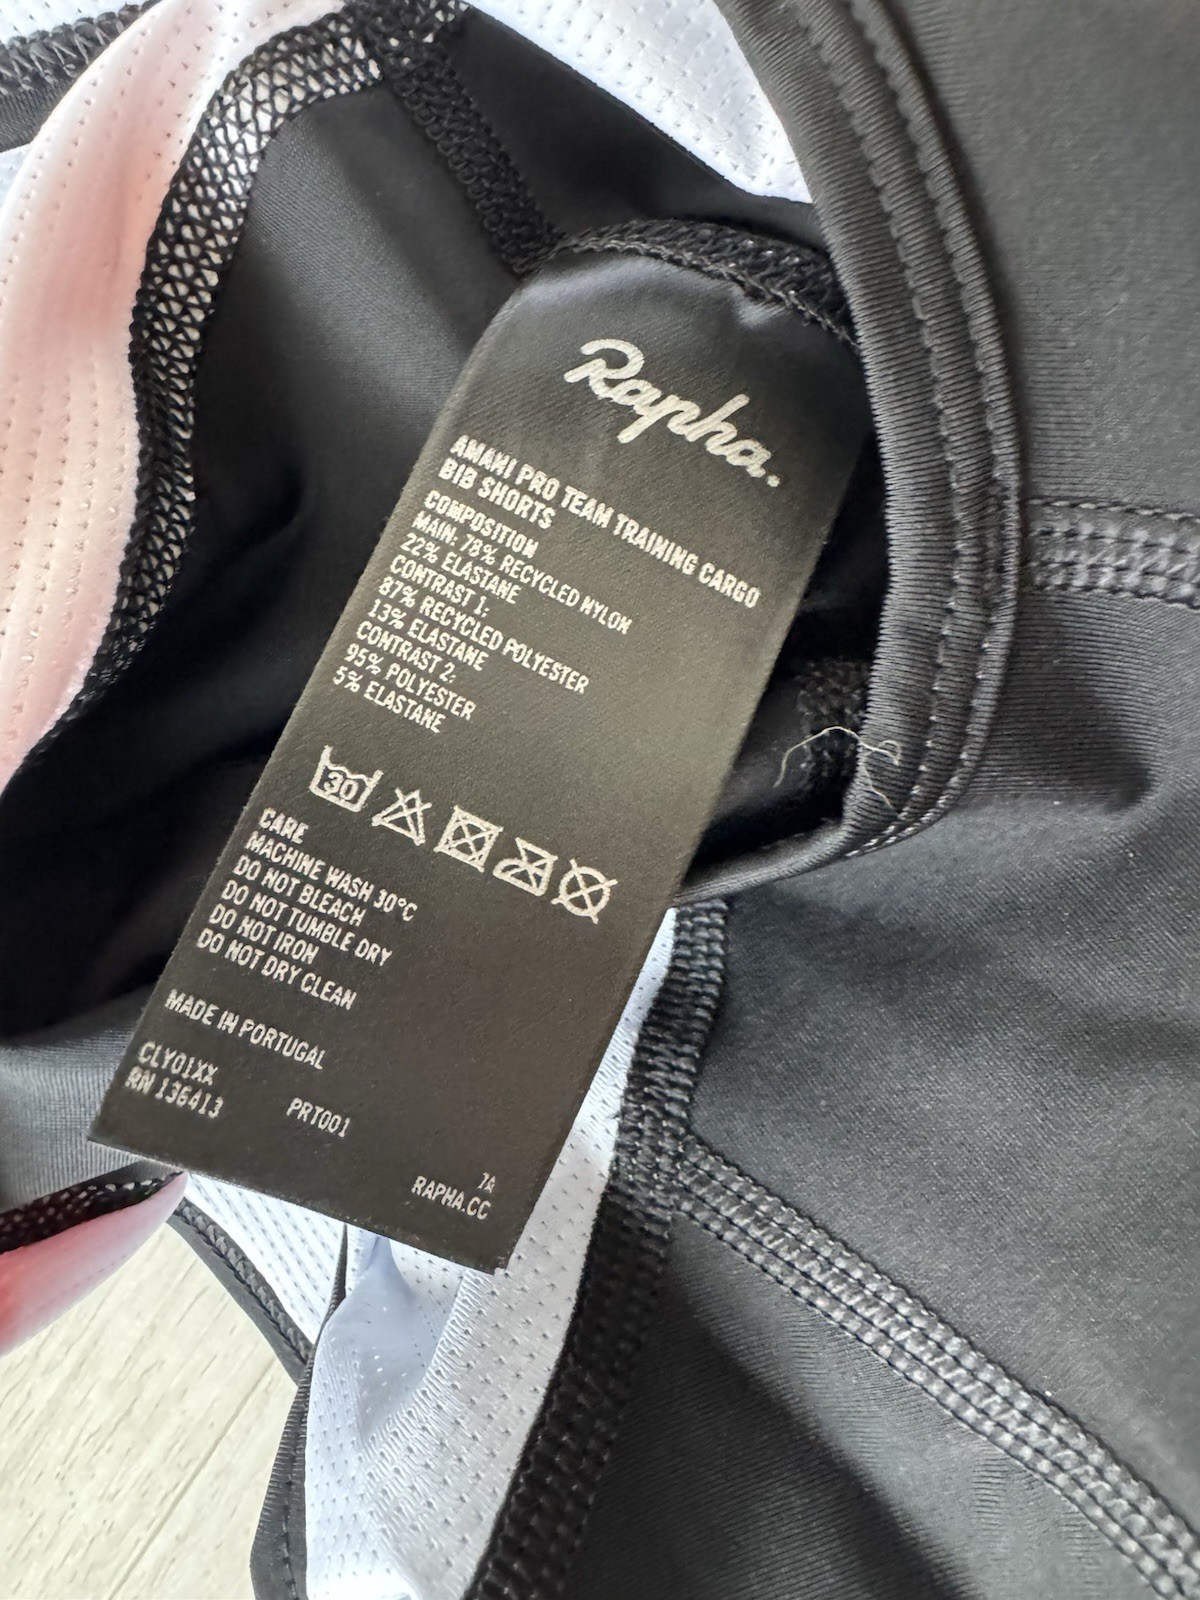 Rapha.
AMANI PRO TEAM TRAINING CARGO
BIB SHORTS
COMPOSITION
MAIN: 78% RECYCLED NYLON
22% ELASTANE
CONTRAST 1:
87% RECYCLED POLYESTER
13% ELASTANE
CONTRAST 2:
95% POLYESTER
5% ELASTANE
30
CARE
MACHINE WASH 30°C
DO NOT BLEACH
DO NOT TUMBLE DRY
DO NOT IRON
DO NOT DRY CLEAN
MADE IN PORTUGAL
CLY01XX
RN 136413 PRT001
7A
RAPHA.CC